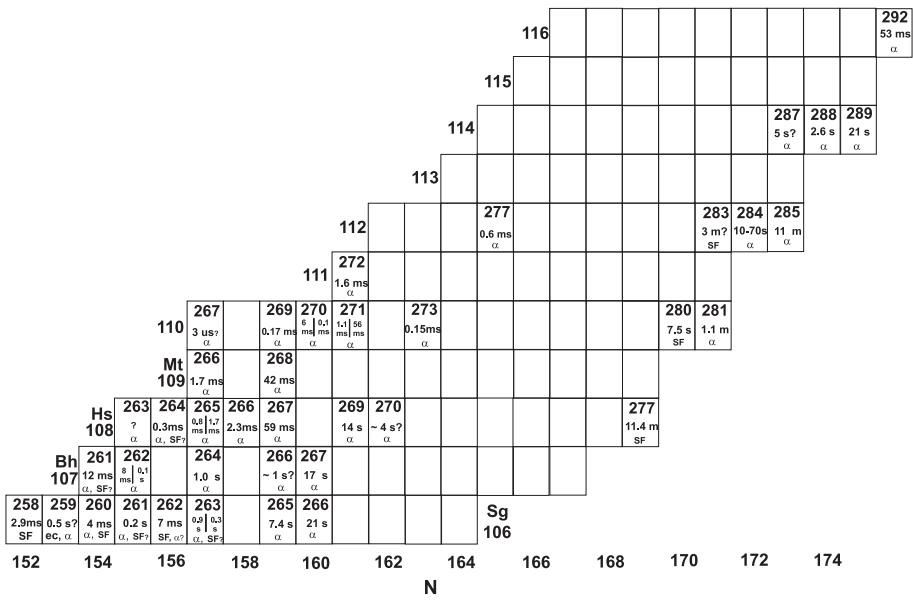 292
116
53 ms
α
115
287 288 289
114
5 s? 2.6 s 21 s
α α α
113
277 283 284 285
112
0.6 ms 3 m? 10-70s 11 m
α SF α α
272
111
1.6 ms
α
267 269 270 271 273 280 281
110
3 us? 0.17 ms 6 ms 0.1 ms 1.1 ms 56 ms 0.15ms 7.5 s 1.1 m
α α α α α SF α
Mt 266 268
109
1.7 ms 42 ms
α α
Hs 263 264 265 266 267 269 270 277
108
? 0.3ms 0.8 ms 1.7 ms 2.3ms 59 ms 14 s ~ 4 s? 11.4 m
α α, SF? α α α α α SF
Bh 261 262 264 266 267
107
12 ms 8 ms 0.1 s 1.0 s ~ 1 s? 17 s
α, SF? α α α α
258 259 260 261 262 263 265 266 Sg
106
2.9ms 0.5 s? 4 ms 0.2 s 7 ms 0.9 s 0.3 s 7.4 s 21 s
SF ec, α α, SF α, SF? SF, α? α, SF? α α
152 154 156 158 160 162 164 166 168 170 172 174
N